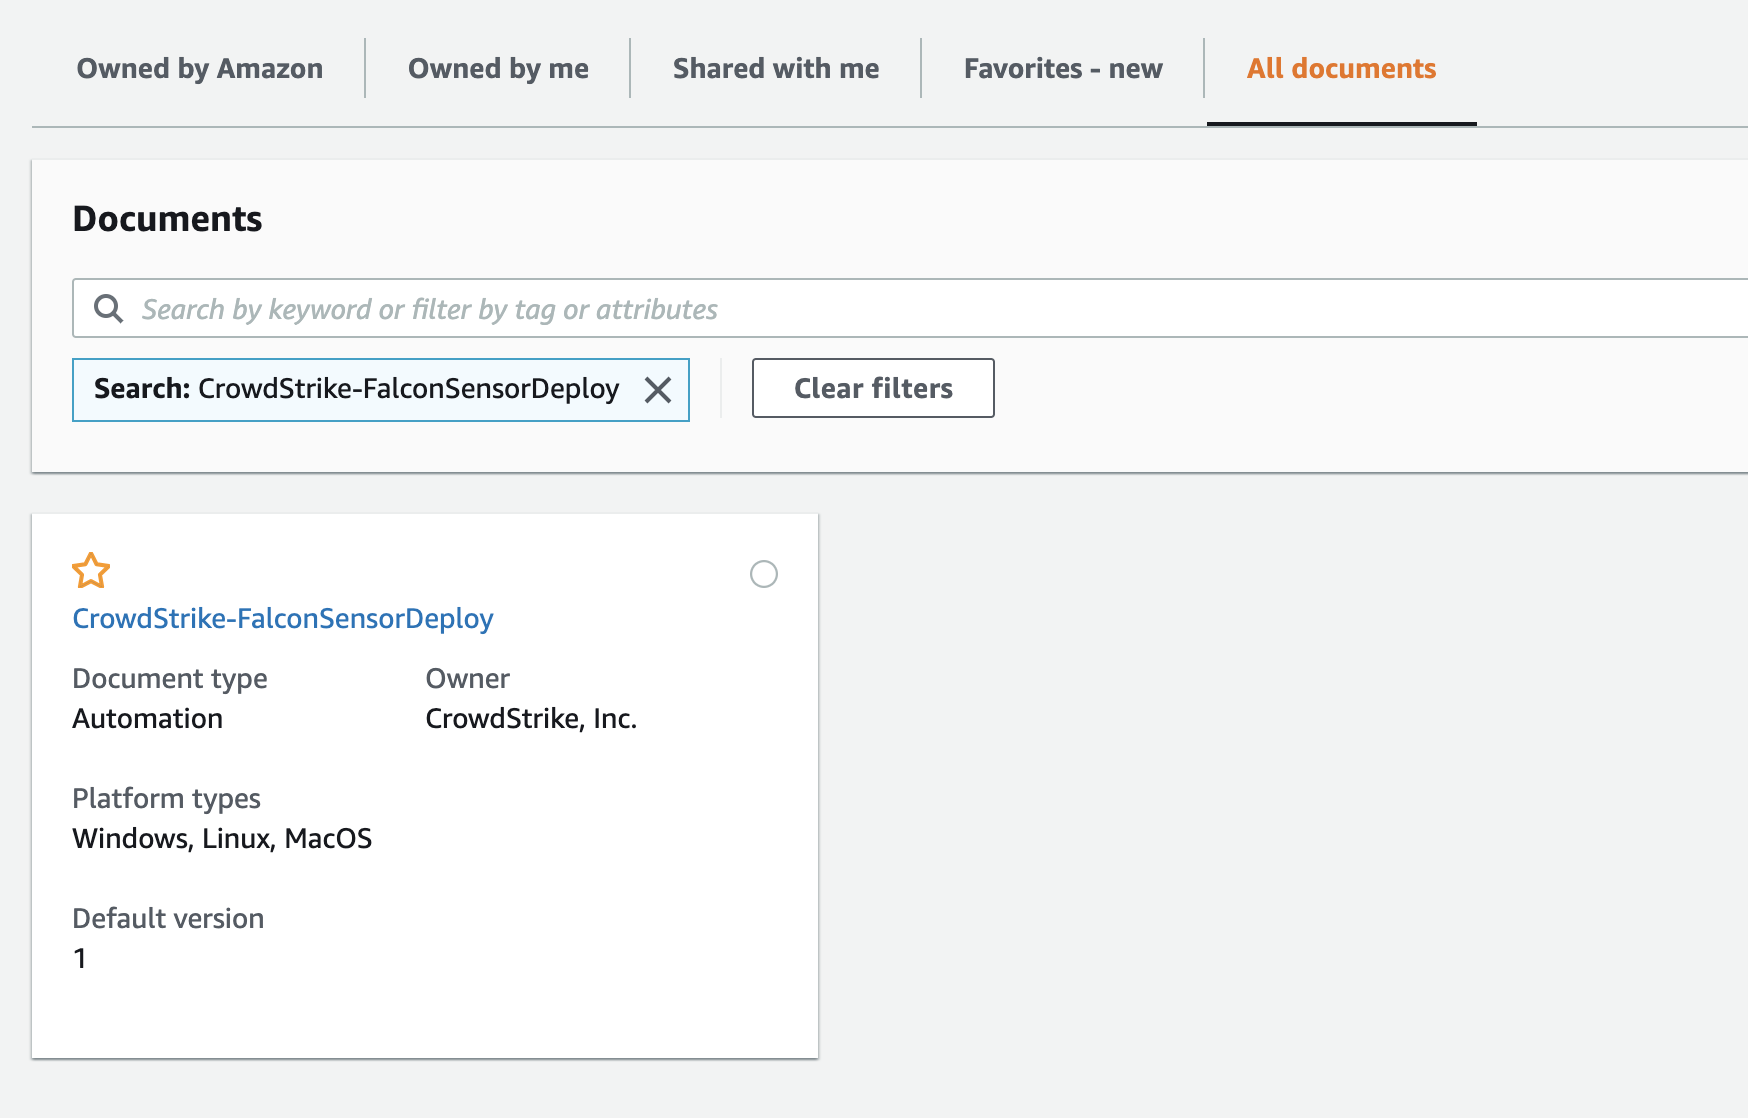 Owned by Amazon
Owned by me
Shared with me
Favorites - new
All documents
Documents
Search by keyword or filter by tag or attributes
Search: CrowdStrike-FalconSensorDeploy
Clear filters
CrowdStrike-FalconSensorDeploy
Document type
Automation
Owner
CrowdStrike, Inc.
Platform types
Windows, Linux, MacOS
Default version
1